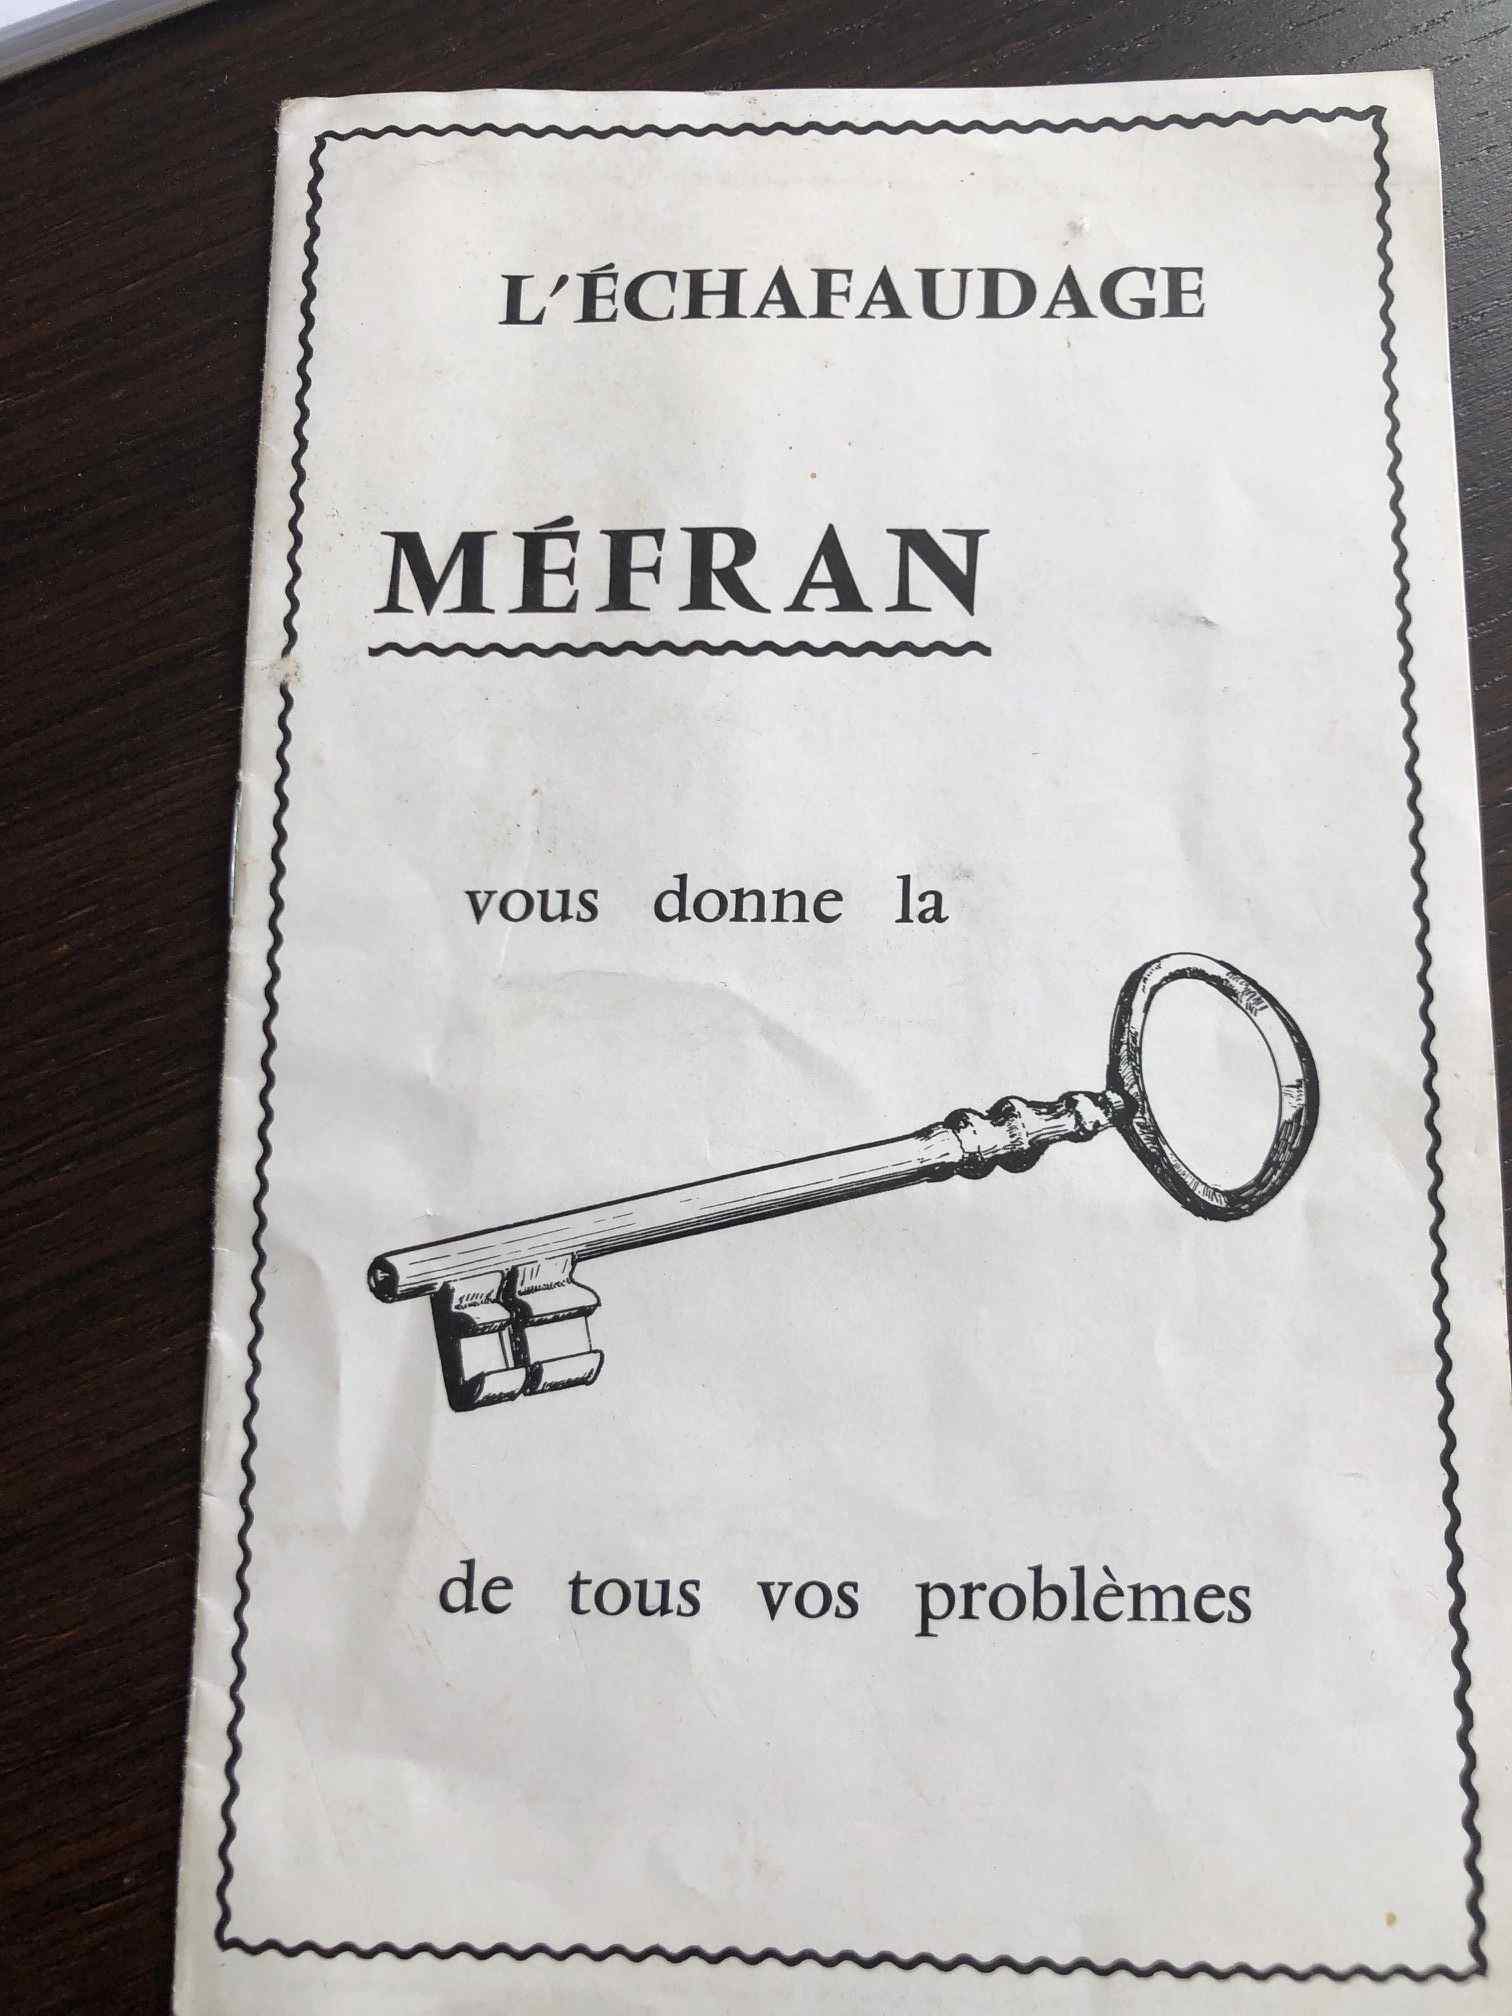 L'ÉCHAFAUDAGE
MÉFRAN
vous donne la
de tous vos problèmes